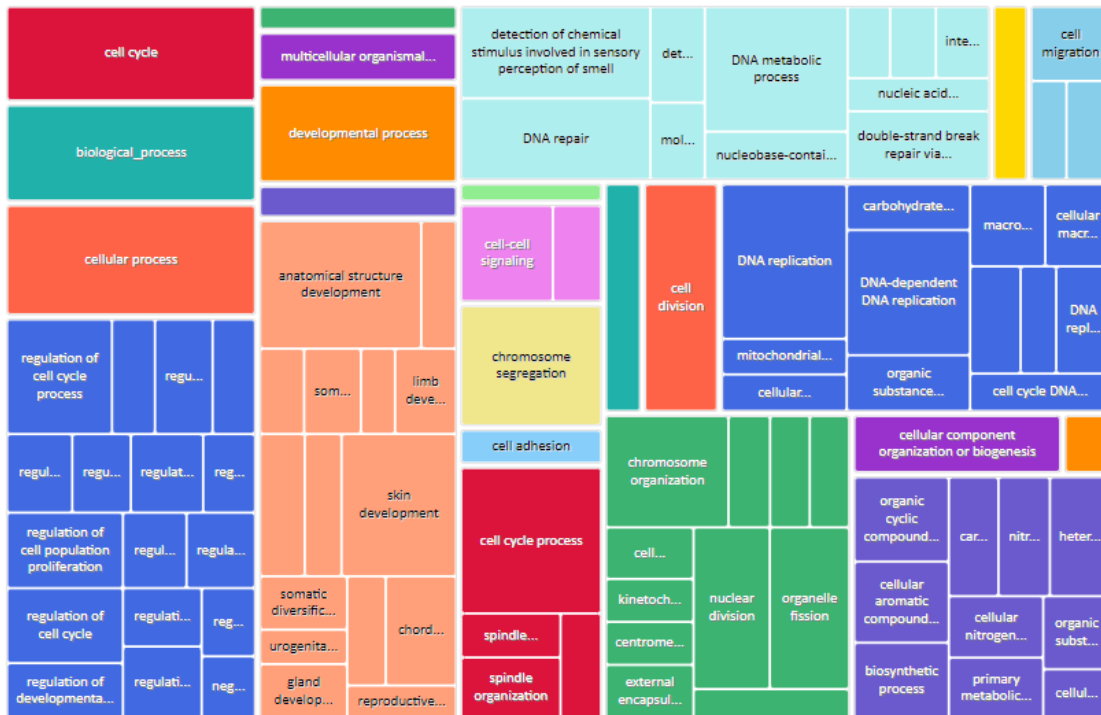 cell cycle
biological_process
cellular process
regulation of
cell cycle
process
regu...
regul...
regu...
regulat...
reg...
regulation of
cell population
proliferation
regul...
regula...
regulation of
cell cycle
regulati...
reg...
regulation of
developmenta...
regulati...
neg...
multicellular organismal...
developmental process
anatomical structure
development
som...
limb
deve...
skin
development
somatic
diversific...
urogenita...
chord...
gland
develop...
reproductive...
detection of chemical
stimulus involved in sensory
perception of smell
det...
DNA metabolic
process
inte...
nucleic acid...
DNA repair
mol...
nucleobase-contai...
double-strand break
repair via...
cell
migration
cell-cell
signaling
chromosome
segregation
cell adhesion
cell cycle process
spindle...
spindle
organization
cell
division
DNA replication
mitochondrial...
cellular...
carbohydrate...
DNA-dependent
DNA replication
organic
substance...
macro...
cellular
macr...
DNA
repl...
cell cycle DNA...
chromosome
organization
cell...
kinetoch...
centrome...
external
encapsul...
nuclear
division
organelle
fission
cellular component
organization or biogenesis
organic
cyclic
compound...
car...
nitr...
heter...
cellular
aromatic
compound...
cellular
nitrogen...
organic
subst...
biosynthetic
process
primary
metabolic...
cellul...